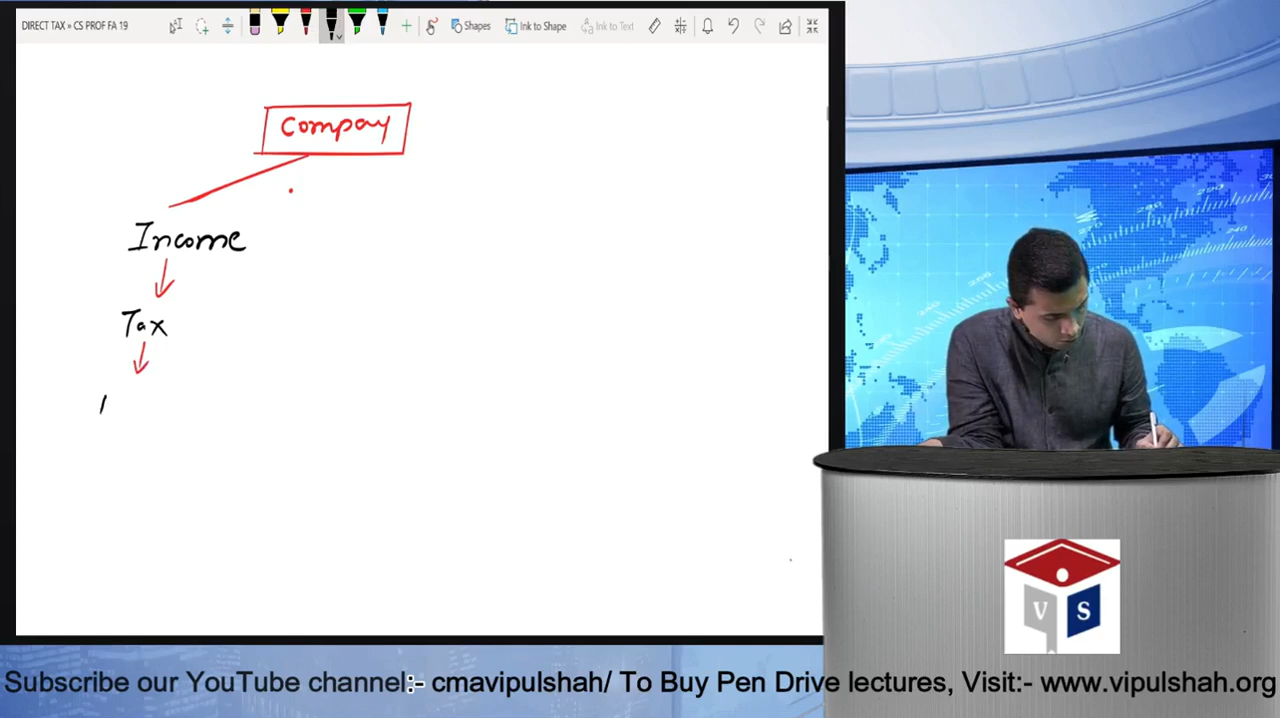 DIRECT TAX » CS PROF FA 19
Shapes
Ink to Shape
Ink to Text
Compay
Income
Tax
V S
Subscribe our YouTube channel:- cmavipulshah/ To Buy Pen Drive lectures, Visit:- www.vipulshah.org